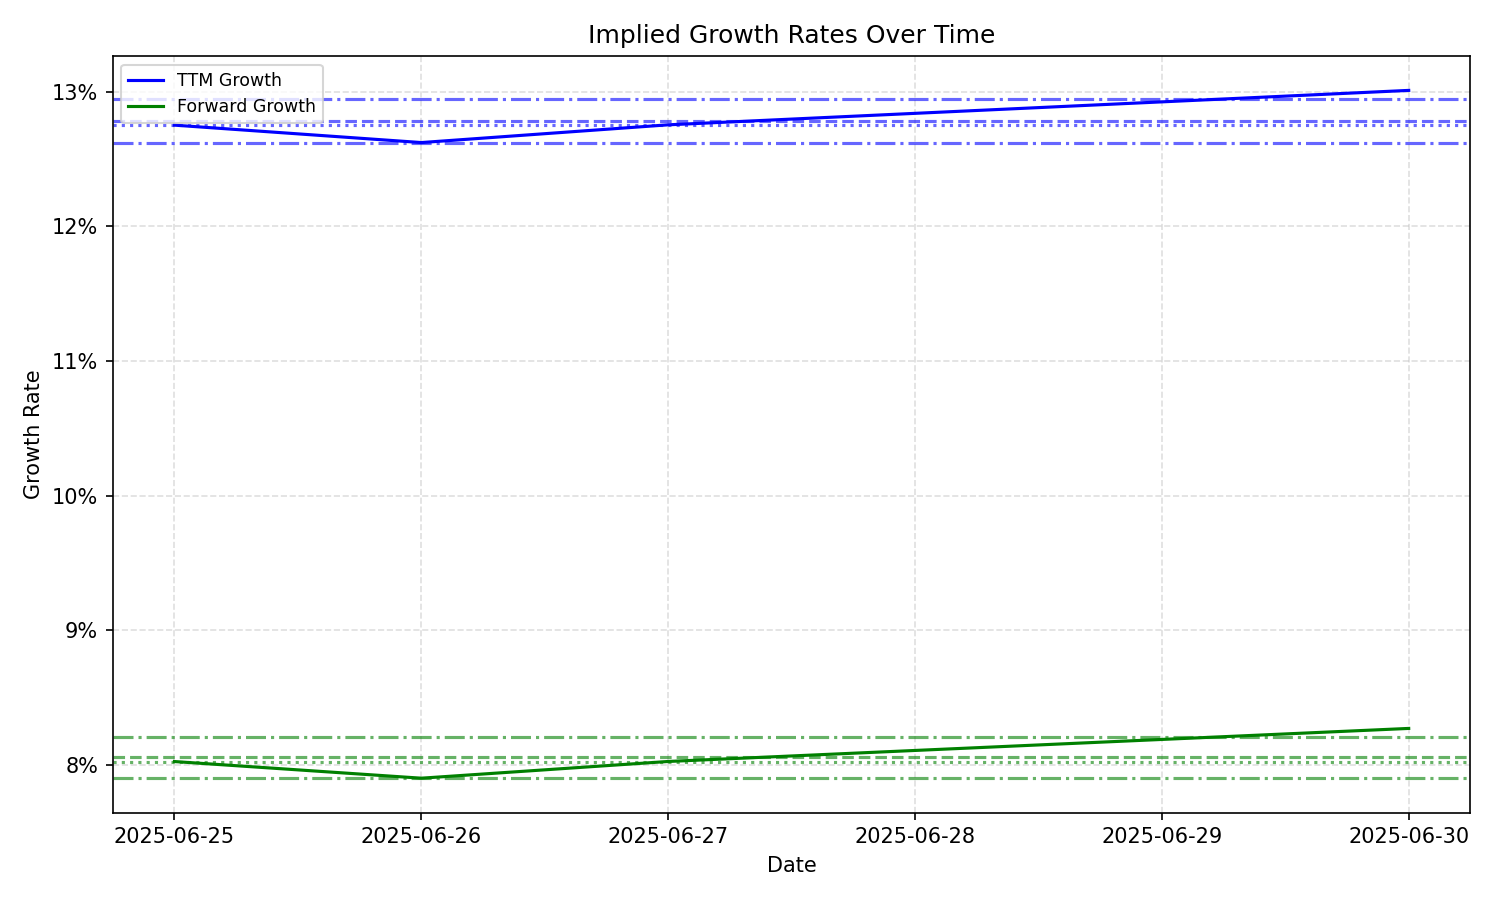 Implied Growth Rates Over Time
TTM Growth
Forward Growth
13%
12%
11%
10%
9%
8%
Growth Rate
2025-06-25
2025-06-26
2025-06-27
2025-06-28
2025-06-29
2025-06-30
Date